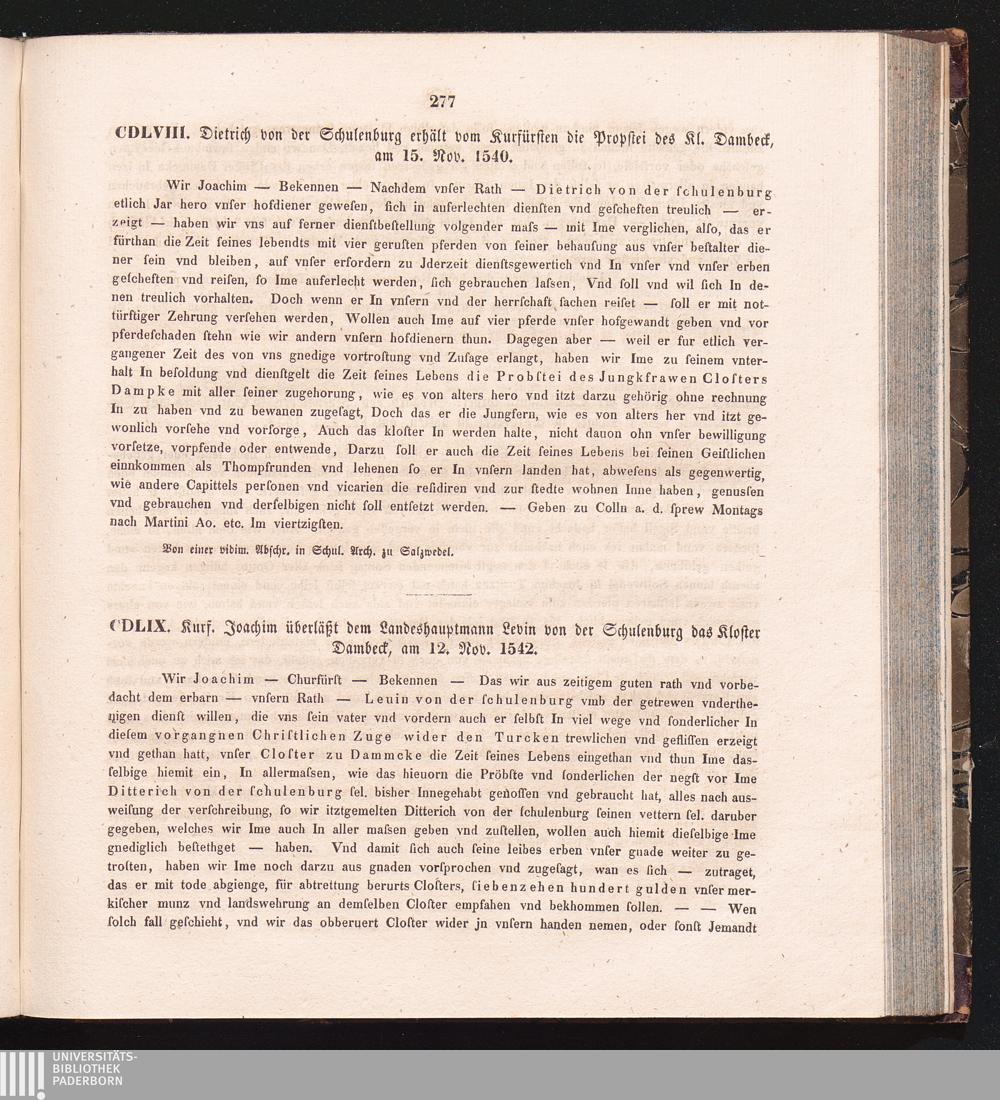 277
CDLVIII. Dietrich von der Schulenburg erhält vom Kurfürsten die Propstei des Kl. Dambeck,
am 15. Nov. 1540.
Wir Joachim — Bekennen — Nachdem vnſer Rath — Dietrich von der ſchulenburg
etlich Jar hero vnſer hofdiener geweſen, ſich in auferlechten dienſten vnd geſcheften treulich — er-
zeigt — haben wir vns auf ferner dienſtbeſtellung volgender maſs — mit Ime verglichen, alſo, das er
fürthan die Zeit ſeines lebendts mit vier geruſten pferden von ſeiner behauſung aus vnſer beſtalter die-
ner ſein vnd bleiben, auf vnſer erfordern zu Jderzeit dienſtsgewertich vnd In vnſer vnd vnſer erben
geſcheften vnd reiſen, ſo Ime auferlecht werden, ſich gebrauchen laſsen, Vnd ſoll vnd wil ſich In de-
nen treulich vorhalten. Doch wenn er In vnſern vnd der herrſchaft ſachen reiſet — ſoll er mit not-
türftiger Zehrung verſehen werden, Wollen auch Ime auf vier pferde vnſer hofgewandt geben vnd vor
pferdeſchaden ſtehn wie wir andern vnſern hofdienern thun. Dagegen aber — weil er fur etlich ver-
gangener Zeit des von vns gnedige vortroſtung vnd Zuſage erlangt, haben wir Ime zu ſeinem vnter-
halt In beſoldung vnd dienſtgelt die Zeit ſeines Lebens die Probſtei des Jungkfrawen Cloſters
Dampke mit aller ſeiner zugehorung, wie es von alters hero vnd itzt darzu gehörig ohne rechnung
In zu haben vnd zu bewanen zugeſagt, Doch das er die Jungfern, wie es von alters her vnd itzt ge-
wonlich vorſehe vnd vorſorge, Auch das kloſter In werden halte, nicht dauon ohn vnſer bewilligung
vorſetze, vorpfende oder entwende, Darzu ſoll er auch die Zeit ſeines Lebens bei ſeinen Geiſtlichen
einnkommen als Thompfrunden vnd lehenen ſo er In vnſern landen hat, abweſens als gegenwertig,
wie andere Capittels perſonen vnd vicarien die reſidiren vnd zur ſtedte wohnen Inne haben, genuſsen
vnd gebrauchen vnd derſelbigen nicht ſoll entſetzt werden. — Geben zu Colln a. d. ſprew Montags
nach Martini Ao. etc. Im viertzigſten.
Von einer vidim. Abschr. in Schul. Arch. zu Salzwedel.
CDLIX. Kurf. Joachim überläßt dem Landeshauptmann Levin von der Schulenburg das Kloster
Dambeck, am 12. Nov. 1542.
Wir Joachim — Churfürſt — Bekennen — Das wir aus zeitigem guten rath vnd vorbe-
dacht dem erbarn — vnſern Rath — Leuin von der ſchulenburg vmb der getrewen vnderthe-
nigen dienſt willen, die vns ſein vater vnd vordern auch er ſelbſt In viel wege vnd ſonderlicher In
dieſem vorgangnen Chriſtlichen Zuge wider den Turcken trewlichen vnd gefliſſen erzeigt
vnd gethan hatt, vnſer Cloſter zu Dammcke die Zeit ſeines Lebens eingethan vnd thun Ime das-
ſelbige hiemit ein, In allermaſsen, wie das hieuorn die Pröbſte vnd ſonderlichen der negſt vor Ime
Ditterich von der ſchulenburg ſel. bisher Innegehabt genoſſen vnd gebraucht hat, alles nach aus-
weiſung der verſchreibung, ſo wir itztgemelten Ditterich von der ſchulenburg ſeinen vettern ſel. daruber
gegeben, welches wir Ime auch In aller maſsen geben vnd zuſtellen, wollen auch hiemit dieſelbige Ime
gnediglich beſtethget — haben. Vnd damit ſich auch ſeine leibes erben vnſer gnade weiter zu ge-
troſten, haben wir Ime noch darzu aus gnaden vorſprochen vnd zugeſagt, wan es ſich — zutraget,
das er mit tode abgienge, für abtrettung berurts Cloſters, ſiebenzehen hundert gulden vnſer mer-
kiſcher munz vnd landswehrung an demſelben Cloſter empfahen vnd bekhommen ſollen. — — Wen
ſolch fall geſchieht, vnd wir das obberuert Cloſter wider jn vnſern handen nemen, oder ſonſt Jemandt
UNIVERSITÄTS-
BIBLIOTHEK
PADERBORN